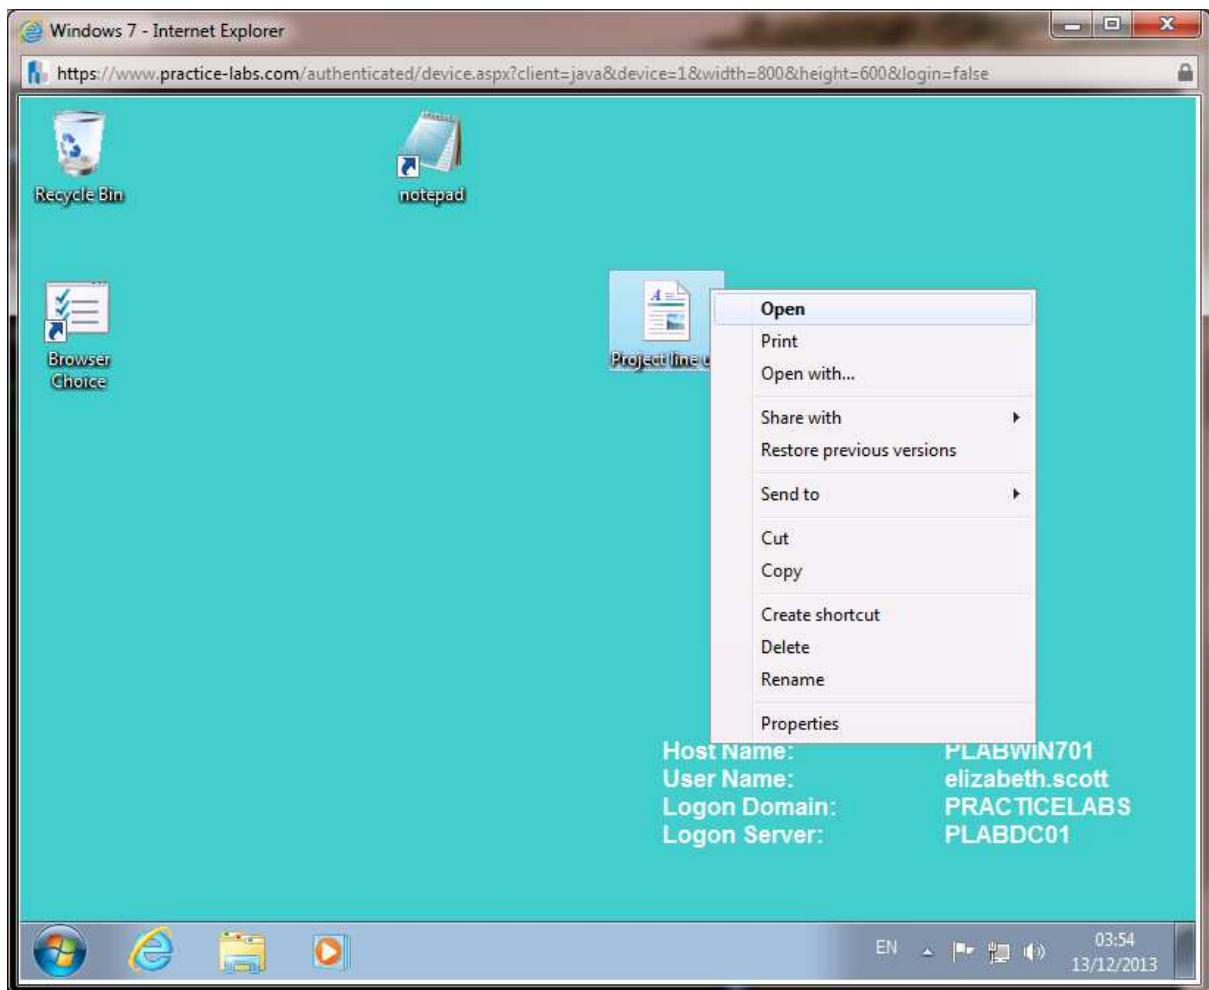 Windows 7 - Internet Explorer
https://www.practice-labs.com/authenticated/device.aspx?client=java&device=1&width=800&height=600&login=false
Recycle Bin
notepad
Browser
Choice
Project line u
Open
Print
Open with...
Share with
Restore previous versions
Send to
Cut
Copy
Create shortcut
Delete
Rename
Properties
Host Name: PLABWIN701
User Name: elizabeth.scott
Logon Domain: PRACTICELABS
Logon Server: PLABDC01
EN
03:54
13/12/2013